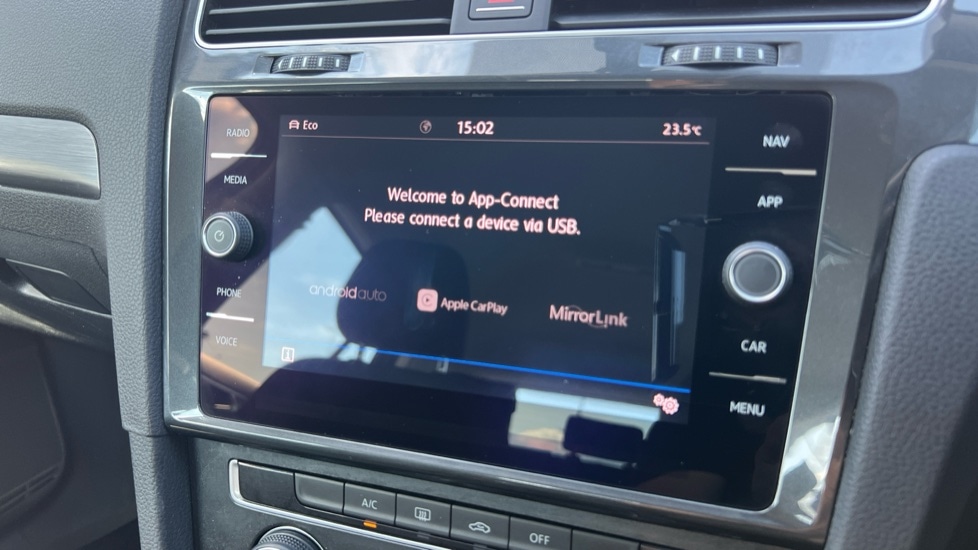 RADIO
MEDIA
PHONE
VOICE
Eco 15:02 23.5°C
Welcome to App-Connect
Please connect a device via USB.
androidauto Apple CarPlay MirrorLink
NAV
APP
CAR
MENU
A/C OFF